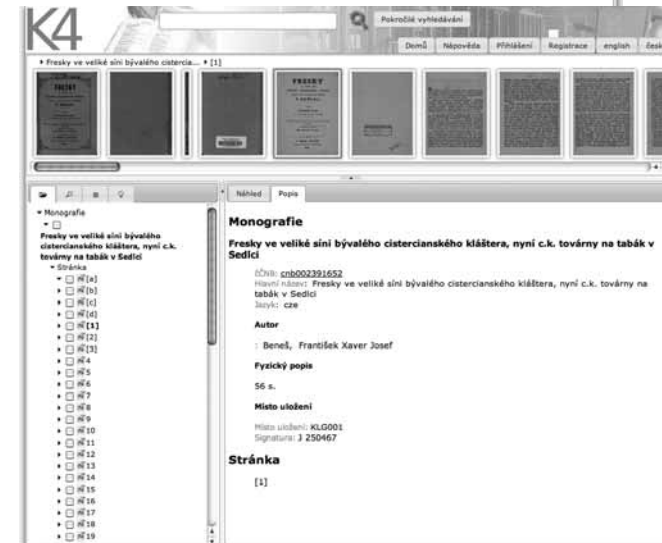 K4
Pokročilé vyhledávání
Domů Nápověda Přihlášení Registrace english česk
Fresky ve veliké síni bývalého cistercia... [1]
FRESKY
FRESKY
Náhled Popis
Monografie
Fresky ve veliké síni bývalého
cistercianského kláštera, nyní c.k.
továrny na tabák v Sedlci
Stránka
[a]
[b]
[c]
[d]
[1]
[2]
[3]
4
5
6
7
8
9
10
11
12
13
14
15
16
17
18
19
Monografie
Fresky ve veliké síni bývalého cistercianského kláštera, nyní c.k. továrny na tabák v
Sedlci
čČNB: cnb002391652
Hlavní název: Fresky ve veliké síni bývalého cistercianského kláštera, nyní c.k. továrny na
tabák v Sedlci
Jazyk: cze
Autor
: Beneš, František Xaver Josef
Fyzický popis
56 s.
Místo uložení
Místo uložení: KLG001
Signatura: J 250467
Stránka
[1]